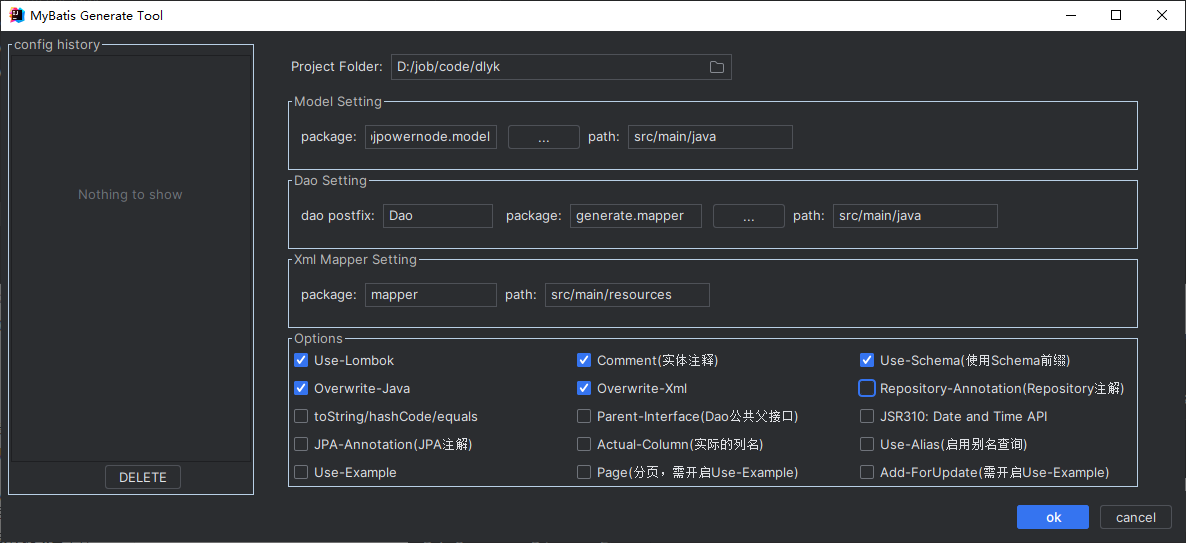 MyBatis Generate Tool
config history
Nothing to show
DELETE
Project Folder: D:/job/code/dlyk
Model Setting
package: jpowernode.model ... path: src/main/java
Dao Setting
dao postfix: Dao package: generate.mapper ... path: src/main/java
Xml Mapper Setting
package: mapper path: src/main/resources
Options
Use-Lombok Comment(实体注释) Use-Schema(使用Schema前缀)
Overwrite-Java Overwrite-Xml Repository-Annotation(Repository注解)
toString/hashCode/equals Parent-Interface(Dao公共父接口) JSR310: Date and Time API
JPA-Annotation(JPA注解) Actual-Column(实际的列名) Use-Alias(启用别名查询)
Use-Example Page(分页，需开启Use-Example) Add-ForUpdate(需开启Use-Example)
ok cancel